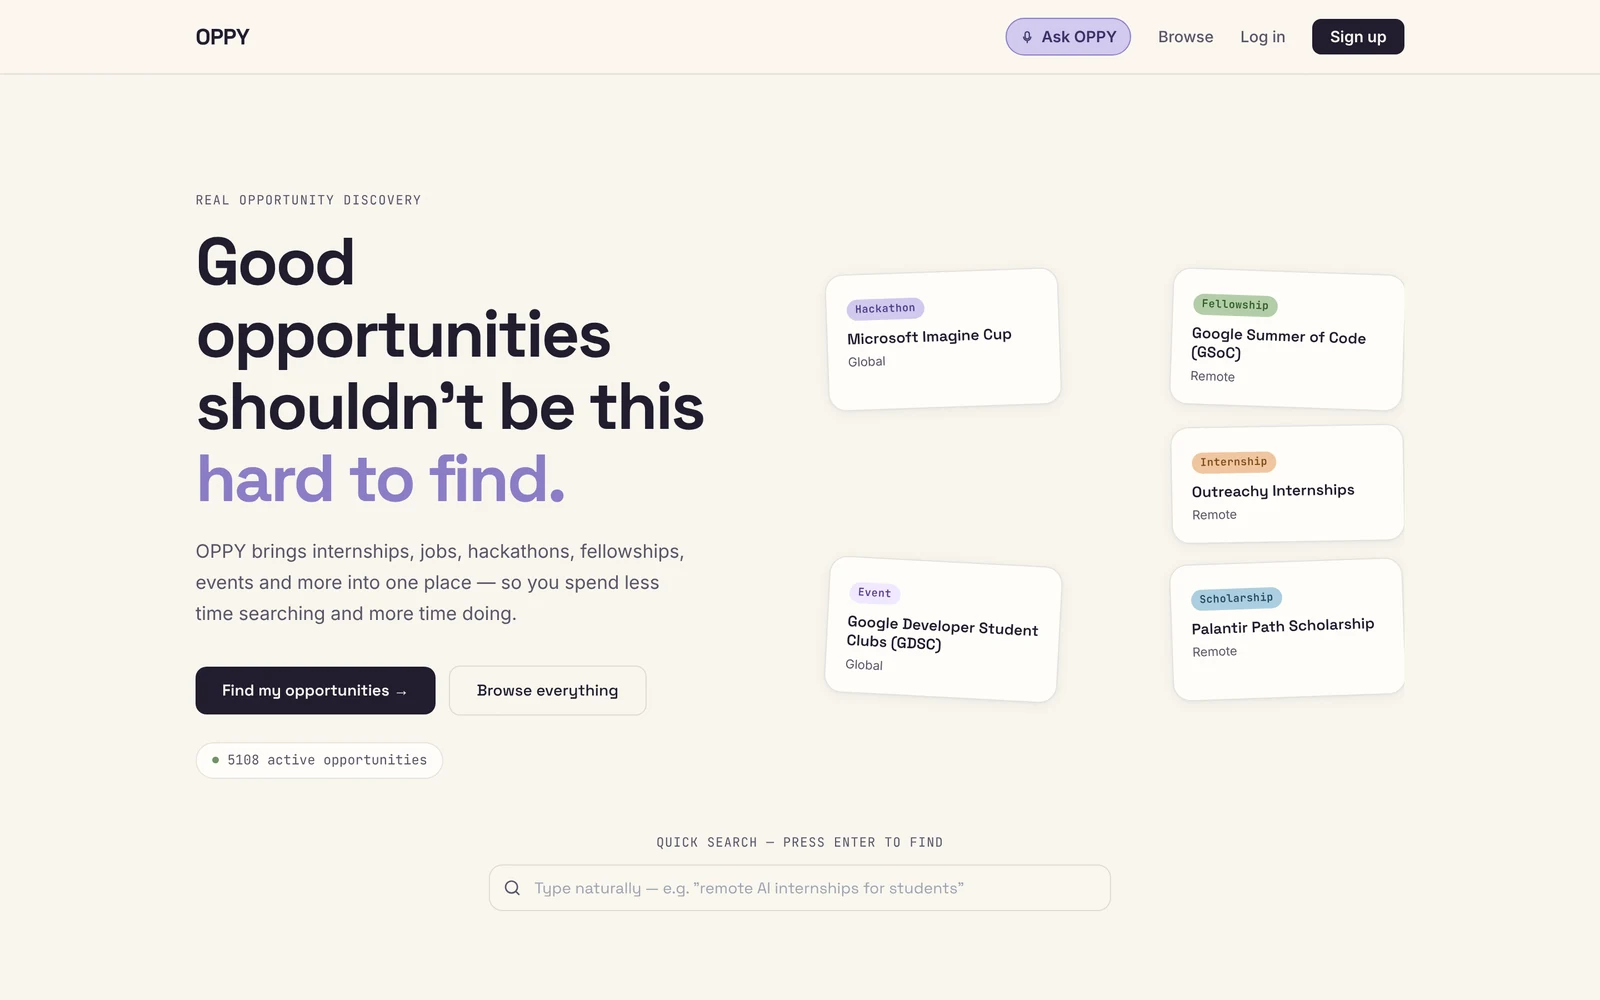 OPPY
Ask OPPY
Browse
Log in
Sign up
REAL OPPORTUNITY DISCOVERY
Good
opportunities
shouldn’t be this
hard to find.
OPPY brings internships, jobs, hackathons, fellowships,
events and more into one place — so you spend less
time searching and more time doing.
Find my opportunities →
Browse everything
5108 active opportunities
Hackathon
Microsoft Imagine Cup
Global
Fellowship
Google Summer of Code
(GSoC)
Remote
Internship
Outreachy Internships
Remote
Event
Google Developer Student
Clubs (GDSC)
Global
Scholarship
Palantir Path Scholarship
Remote
QUICK SEARCH — PRESS ENTER TO FIND
Type naturally — e.g. "remote AI internships for students"